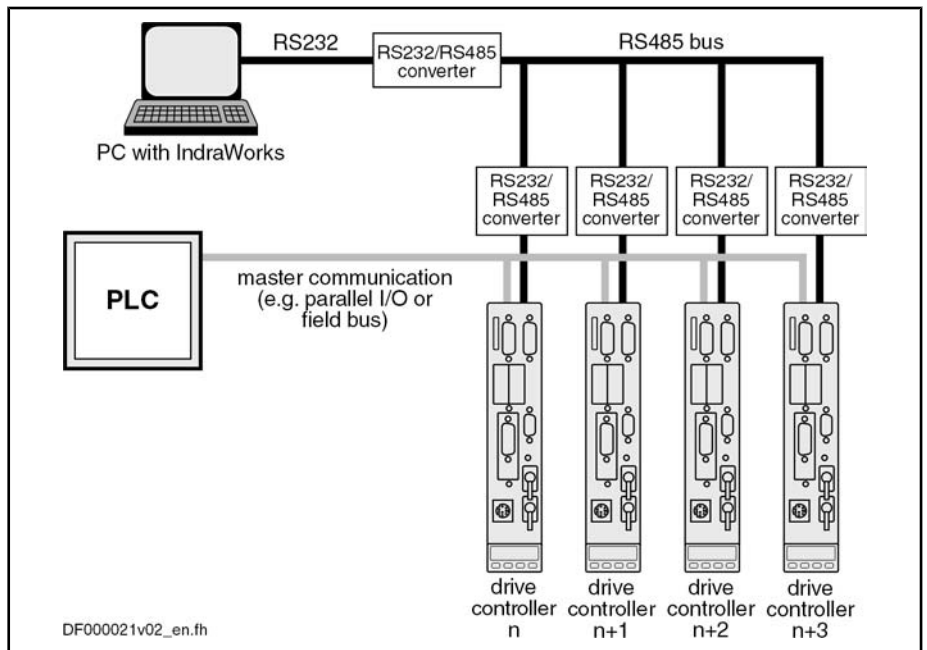 RS232
RS232/RS485
converter
RS485 bus
PC with IndraWorks
RS232/
RS485
converter
RS232/
RS485
converter
RS232/
RS485
converter
RS232/
RS485
converter
PLC
master communication
(e.g. parallel I/O or
field bus)
drive
controller
n
drive
controller
n+1
drive
controller
n+2
drive
controller
n+3
DF000021v02_en.fh